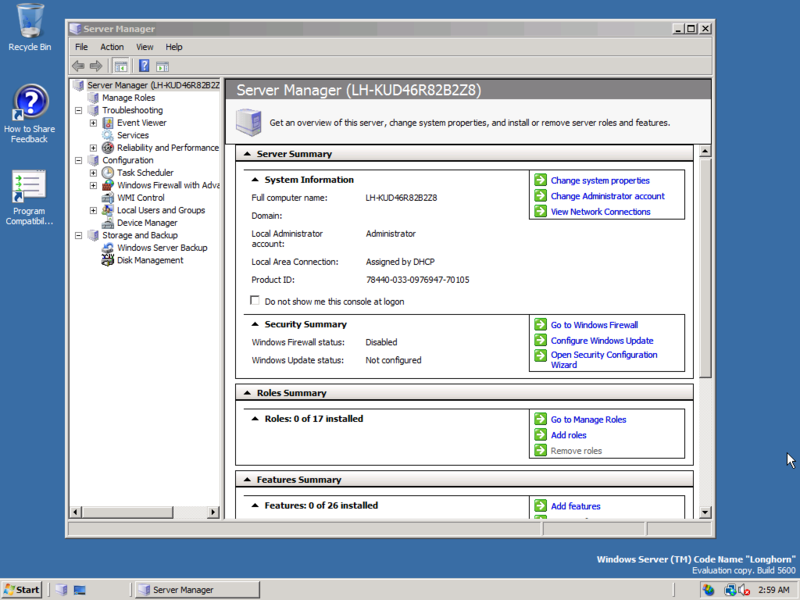 Recycle Bin
How to Share
Feedback
Program
Compatibil...
Server Manager
File Action View Help
Server Manager (LH-KUD46R82B2Z
Manage Roles
Troubleshooting
Event Viewer
Services
Reliability and Performance
Configuration
Task Scheduler
Windows Firewall with Adva
WMI Control
Local Users and Groups
Device Manager
Storage and Backup
Windows Server Backup
Disk Management
Server Manager (LH-KUD46R82B2Z8)
Get an overview of this server, change system properties, and install or remove server roles and features.
Server Summary
System Information
Full computer name: LH-KUD46R82B2Z8
Domain:
Local Administrator
account: Administrator
Local Area Connection: Assigned by DHCP
Product ID: 78440-033-0976947-70105
Do not show me this console at logon
Change system properties
Change Administrator account
View Network Connections
Security Summary
Windows Firewall status: Disabled
Windows Update status: Not configured
Go to Windows Firewall
Configure Windows Update
Open Security Configuration
Wizard
Roles Summary
Roles: 0 of 17 installed
Go to Manage Roles
Add roles
Remove roles
Features Summary
Features: 0 of 26 installed
Add features
Windows Server (TM) Code Name "Longhorn"
Evaluation copy. Build 5600
Start
Server Manager
2:59 AM